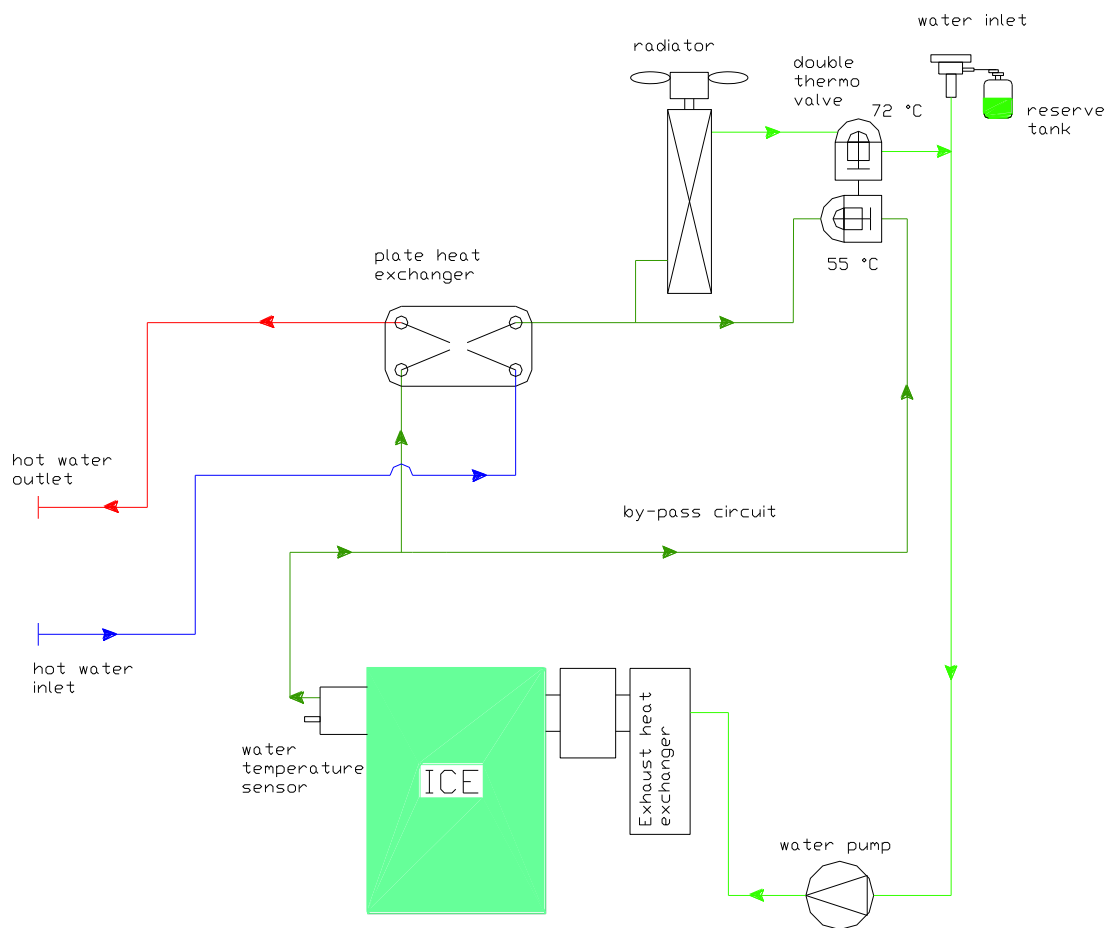 water inlet
radiator
double
thermo
valve
72 °C
reserve
tank
55 °C
plate heat
exchanger
hot water
outlet
by-pass circuit
hot water
inlet
water
temperature
sensor
ICE
Exhaust heat
exchanger
water pump